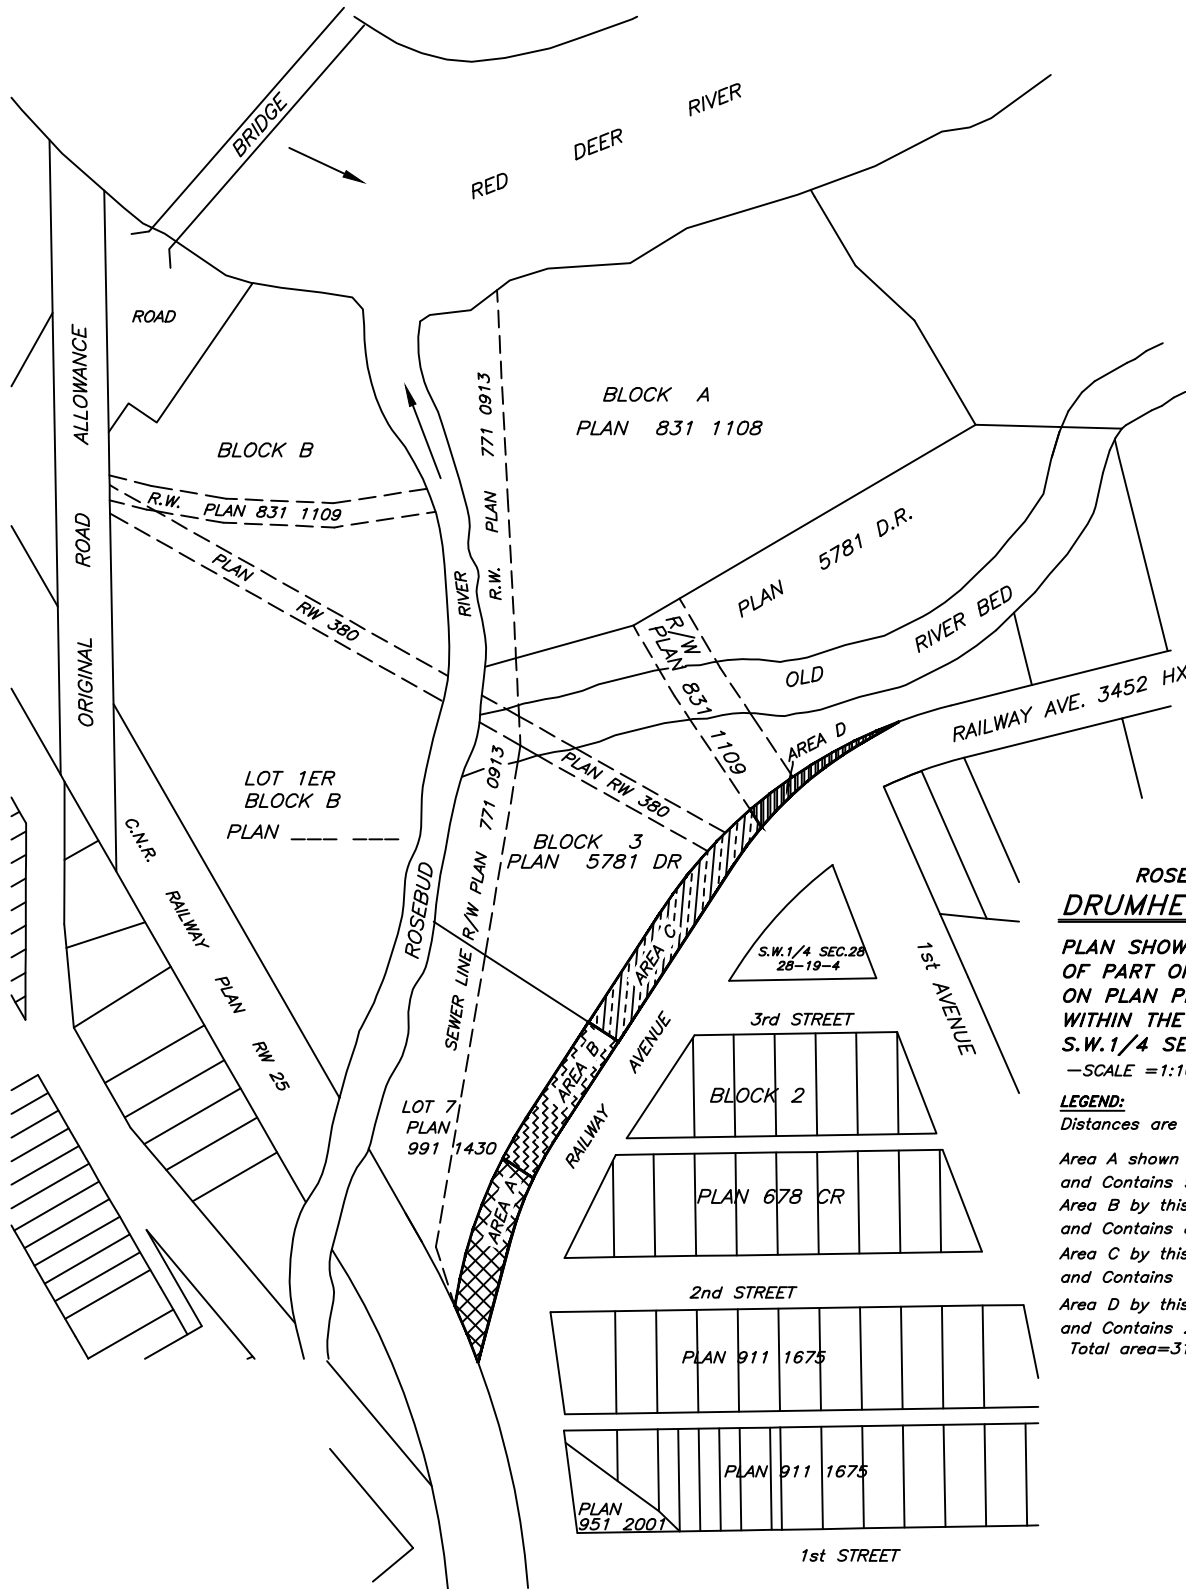 BRIDGE
RED DEER RIVER
ROAD
ORIGINAL ROAD ALLOWANCE
BLOCK B
R.W. PLAN 831 1109
PLAN RW 380
RIVER
R.W. PLAN 771 0913
BLOCK A
PLAN 831 1108
PLAN 5781 D.R.
R/W
PLAN 831 1109
OLD RIVER BED
RAILWAY AVE. 3452 HX
AREA D
LOT 1ER
BLOCK B
PLAN ___ ___
PLAN RW 380
BLOCK 3
PLAN 5781 DR
C.N.R. RAILWAY PLAN RW 25
ROSEBUD
SEWER LINE R/W PLAN 771 0913
AREA C
S.W.1/4 SEC.28
28-19-4
1st AVENUE
3rd STREET
AREA B
RAILWAY AVENUE
BLOCK 2
LOT 7
PLAN
991 1430
AREA A
PLAN 678 CR
2nd STREET
PLAN 911 1675
PLAN 911 1675
PLAN
951 2001
1st STREET
ROSE
DRUMHE
PLAN SHOW
OF PART O
ON PLAN P
WITHIN THE
S.W.1/4 SE
-SCALE =1:1
LEGEND:
Distances are
Area A shown
and Contains
Area B by this
and Contains
Area C by this
and Contains
Area D by this
and Contains
Total area=31